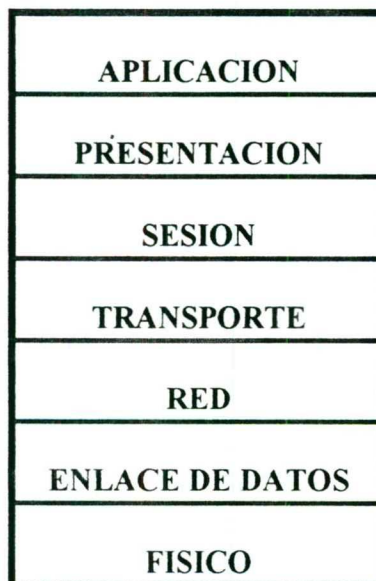 APLICACION
PRESENTACION
SESION
TRANSPORTE
RED
ENLACE DE DATOS
FISICO